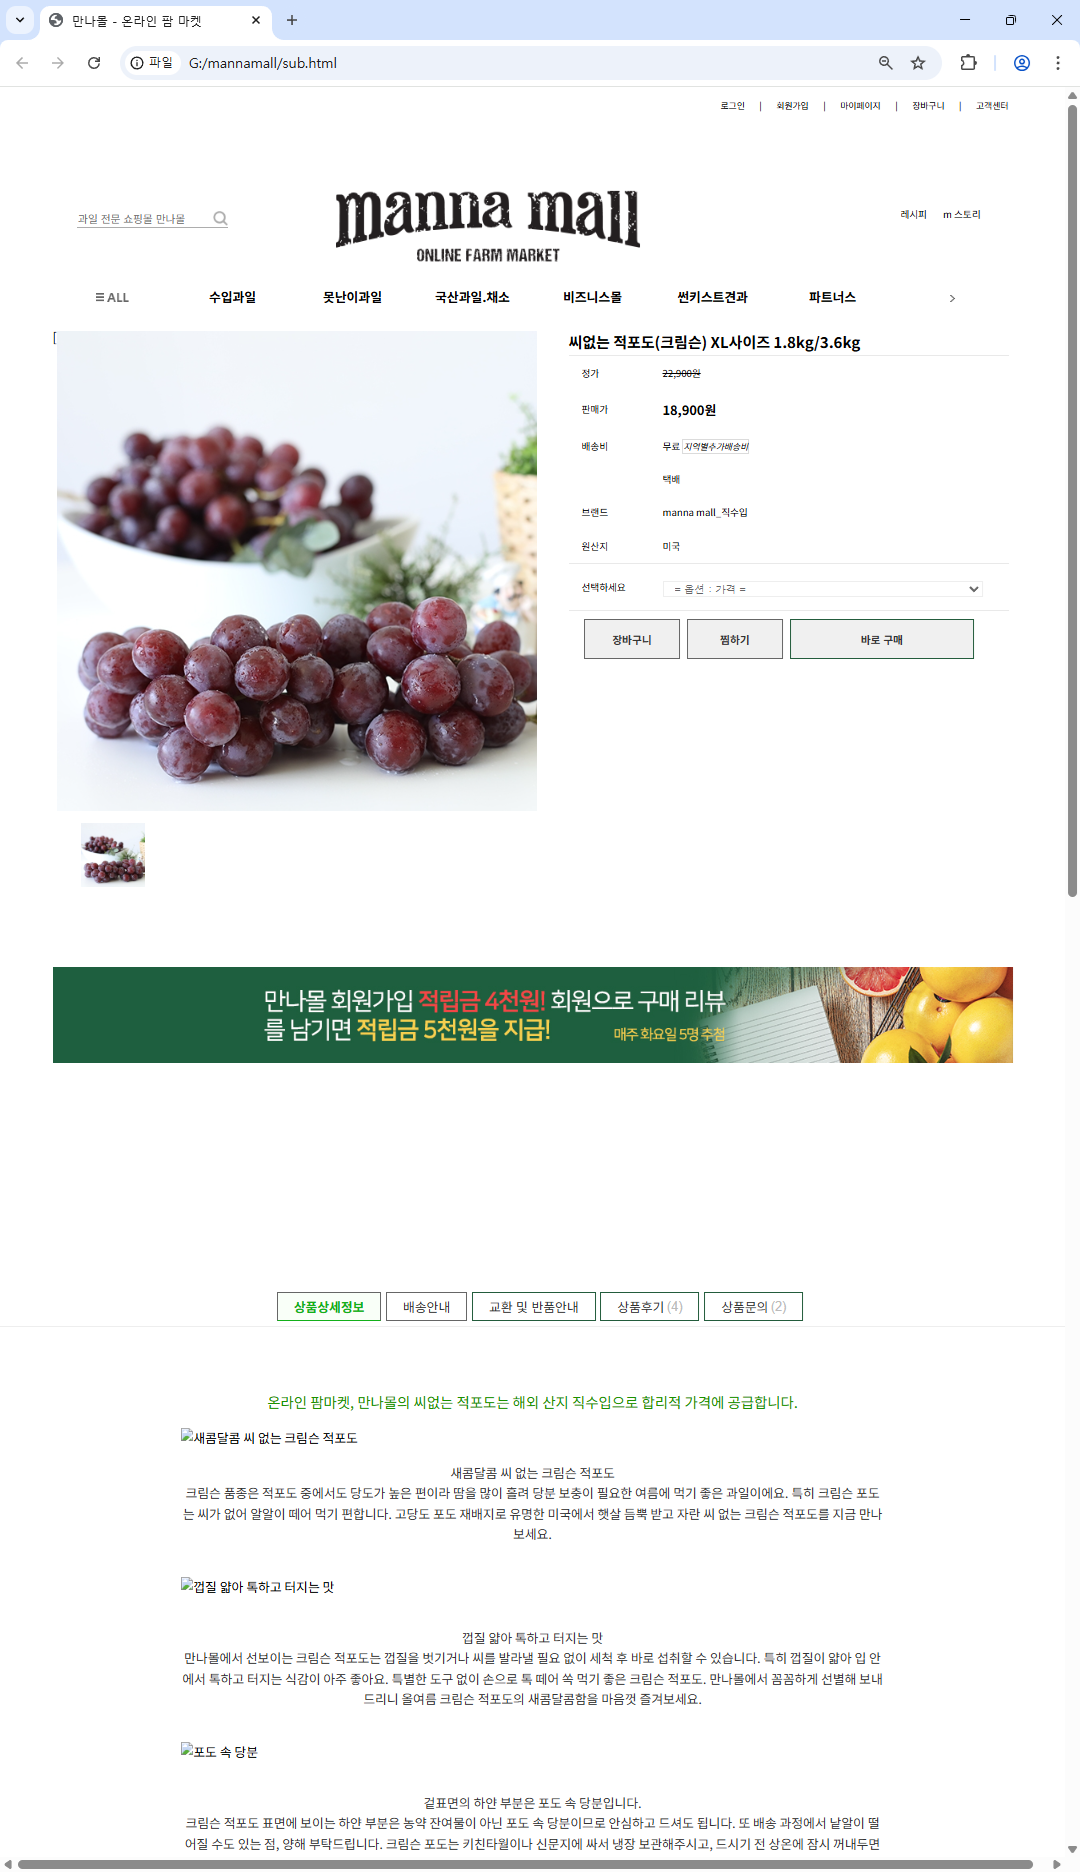 만나몰 - 온라인 팜 마켓
파일 G:/mannamall/sub.html
로그인 | 회원가입 | 마이페이지 | 장바구니 | 고객센터
과일 전문 쇼핑몰 만나몰
manna mall
ONLINE FARM MARKET
레시피 m 스토리
ALL 수입과일 못난이과일 국산과일.채소 비즈니스몰 썬키스트견과 파트너스
[
씨없는 적포도(크림슨) XL사이즈 1.8kg/3.6kg
정가 22,900원
판매가 18,900원
배송비 무료 지역별추가배송비
택배
브랜드 manna mall_직수입
원산지 미국
선택하세요 = 옵션 : 가격 =
장바구니 찜하기 바로 구매
만나몰 회원가입 적립금 4천원! 회원으로 구매 리뷰
를 남기면 적립금 5천원을 지급! 매주 화요일 5명 추첨
상품상세정보 배송안내 교환 및 반품안내 상품후기 (4) 상품문의 (2)
온라인 팜마켓, 만나몰의 씨없는 적포도는 해외 산지 직수입으로 합리적 가격에 공급합니다.
새콤달콤 씨 없는 크림슨 적포도
새콤달콤 씨 없는 크림슨 적포도
크림슨 품종은 적포도 중에서도 당도가 높은 편이라 땀을 많이 흘려 당분 보충이 필요한 여름에 먹기 좋은 과일이에요. 특히 크림슨 포도
는 씨가 없어 알알이 떼어 먹기 편합니다. 고당도 포도 재배지로 유명한 미국에서 햇살 듬뿍 받고 자란 씨 없는 크림슨 적포도를 지금 만나
보세요.
껍질 얇아 톡하고 터지는 맛
껍질 얇아 톡하고 터지는 맛
만나몰에서 선보이는 크림슨 적포도는 껍질을 벗기거나 씨를 발라낼 필요 없이 세척 후 바로 섭취할 수 있습니다. 특히 껍질이 얇아 입 안
에서 톡하고 터지는 식감이 아주 좋아요. 특별한 도구 없이 손으로 톡 떼어 쏙 먹기 좋은 크림슨 적포도. 만나몰에서 꼼꼼하게 선별해 보내
드리니 올여름 크림슨 적포도의 새콤달콤함을 마음껏 즐겨보세요.
포도 속 당분
겉표면의 하얀 부분은 포도 속 당분입니다.
크림슨 적포도 표면에 보이는 하얀 부분은 농약 잔여물이 아닌 포도 속 당분이므로 안심하고 드셔도 됩니다. 또 배송 과정에서 낱알이 떨
어질 수도 있는 점, 양해 부탁드립니다. 크림슨 포도는 키친타월이나 신문지에 싸서 냉장 보관해주시고, 드시기 전 상온에 잠시 꺼내두면